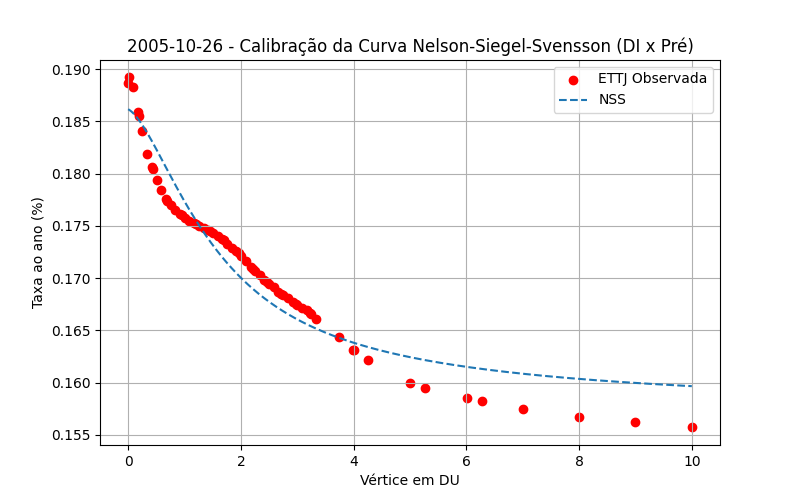 2005-10-26 - Calibração da Curva Nelson-Siegel-Svensson (DI x Pré)
ETTJ Observada
NSS
Taxa ao ano (%)
0.190
0.185
0.180
0.175
0.170
0.165
0.160
0.155
0
2
4
6
8
10
Vértice em DU